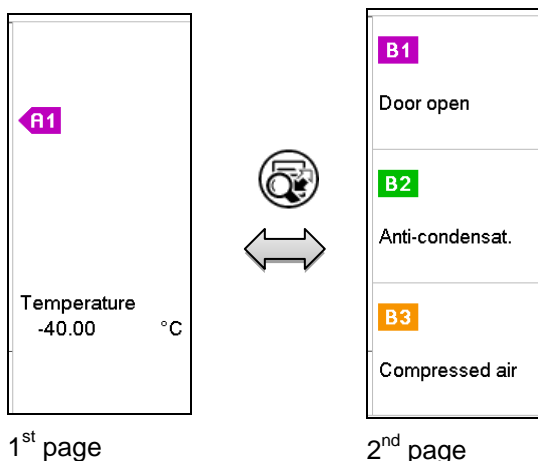 A1
Temperature
-40.00 °C
1st page
B1
Door open
B2
Anti-condensat.
B3
Compressed air
2nd page